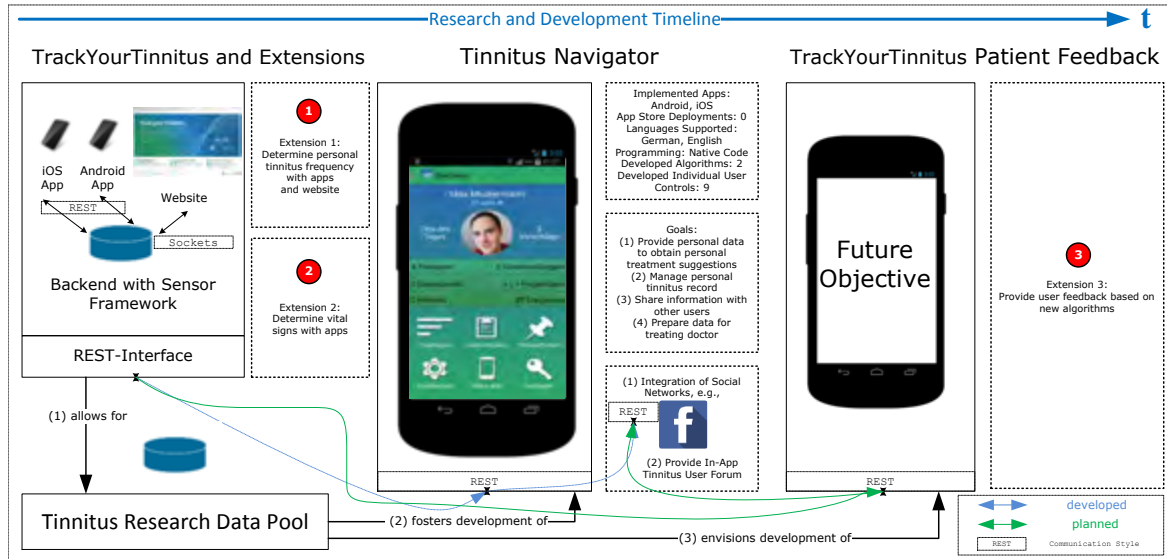 Research and Development Timeline
t
TrackYourTinnitus and Extensions
iOS
App
Android
App
Website
REST
Sockets
Backend with Sensor
Framework
REST-Interface
1
Extension 1:
Determine personal
tinnitus frequency
with apps
and website
2
Extension 2:
Determine vital
signs with apps
(1) allows for
Tinnitus Research Data Pool
Tinnitus Navigator
REST
Implemented Apps:
Android, iOS
App Store Deployments: 0
Languages Supported:
German, English
Programming: Native Code
Developed Algorithms: 2
Developed Individual User
Controls: 9
Goals:
(1) Provide personal data
to obtain personal
treatment suggestions
(2) Manage personal
tinnitus record
(3) Share information with
other users
(4) Prepare data for
treating doctor
(1) Integration of Social
Networks, e.g.,
REST
f
(2) Provide In-App
Tinnitus User Forum
(2) fosters development of
(3) envisions development of
TrackYourTinnitus Patient Feedback
Future
Objective
REST
3
Extension 3:
Provide user feedback based on
new algorithms
developed
planned
REST
Communication Style